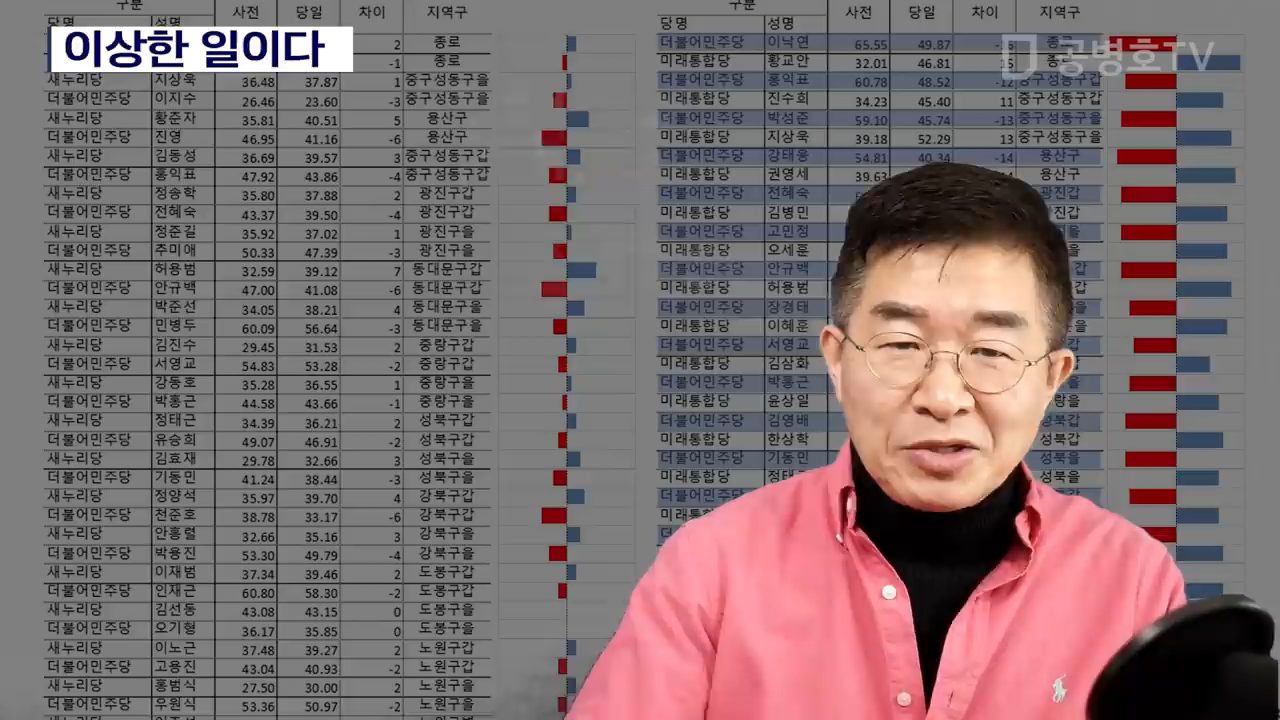 이상한 일이다
공병호TV
구분 사전 당일 차이 지역구
당명 성명
2 종로
-1 종로
새누리당 지상욱 36.48 37.87 1 중구성동구을
더불어민주당 이지수 26.46 23.60 -3 중구성동구을
새누리당 황준자 35.81 40.51 5 용산구
더불어민주당 진영 46.95 41.16 -6 용산구
새누리당 김동성 36.69 39.57 3 중구성동구갑
더불어민주당 홍익표 47.92 43.86 -4 중구성동구갑
새누리당 정송학 35.80 37.88 2 광진구갑
더불어민주당 전혜숙 43.37 39.50 -4 광진구갑
새누리당 정준길 35.92 37.02 1 광진구을
더불어민주당 추미애 50.33 47.39 -3 광진구을
새누리당 허용범 32.59 39.12 7 동대문구갑
더불어민주당 안규백 47.00 41.08 -6 동대문구갑
새누리당 박준선 34.05 38.21 4 동대문구을
더불어민주당 민병두 60.09 56.64 -3 동대문구을
새누리당 김진수 29.45 31.53 2 중랑구갑
더불어민주당 서영교 54.83 53.28 -2 중랑구갑
새누리당 강동호 35.28 36.55 1 중랑구을
더불어민주당 박홍근 44.58 43.66 -1 중랑구을
새누리당 정태근 34.39 36.21 2 성북구갑
더불어민주당 유승희 49.07 46.91 -2 성북구갑
새누리당 김효재 29.78 32.66 3 성북구을
더불어민주당 기동민 41.24 38.44 -3 성북구을
새누리당 정양석 35.97 39.70 4 강북구갑
더불어민주당 천준호 38.78 33.17 -6 강북구갑
새누리당 안홍렬 32.66 35.16 3 강북구을
더불어민주당 박용진 53.30 49.79 -4 강북구을
새누리당 이재범 37.34 39.46 2 도봉구갑
더불어민주당 인재근 60.80 58.30 -2 도봉구갑
새누리당 김선동 43.08 43.15 0 도봉구을
더불어민주당 오기형 36.17 35.85 0 도봉구을
새누리당 이노근 37.48 39.27 2 노원구갑
더불어민주당 고용진 43.04 40.93 -2 노원구갑
새누리당 홍범식 27.50 30.00 2 노원구을
더불어민주당 우원식 53.36 50.97 -2 노원구을
구분 사전 당일 차이 지역구
당명 성명
더불어민주당 이낙연 65.55 49.87
미래통합당 황교안 32.01 46.81
더불어민주당 홍익표 60.78 48.52 -12 중구성동구갑
미래통합당 진수희 34.23 45.40 11 중구성동구갑
더불어민주당 박성준 59.10 45.74 -13 중구성동구을
미래통합당 지상욱 39.18 52.29 13 중구성동구을
더불어민주당 강태웅 54.81 40.34 -14 용산구
미래통합당 권영세 39.63 용산구
더불어민주당 전혜숙
미래통합당 김병민
더불어민주당 고민정
미래통합당 오세훈
더불어민주당 안규백
미래통합당 허용범
더불어민주당 장경태
미래통합당 이혜훈
더불어민주당 서영교
미래통합당 김삼화
더불어민주당 박홍근
미래통합당 윤상일
더불어민주당 김영배
미래통합당 한상학 성북갑
더불어민주당 기동민 성북을
미래통합당 성북을
더불어민주당